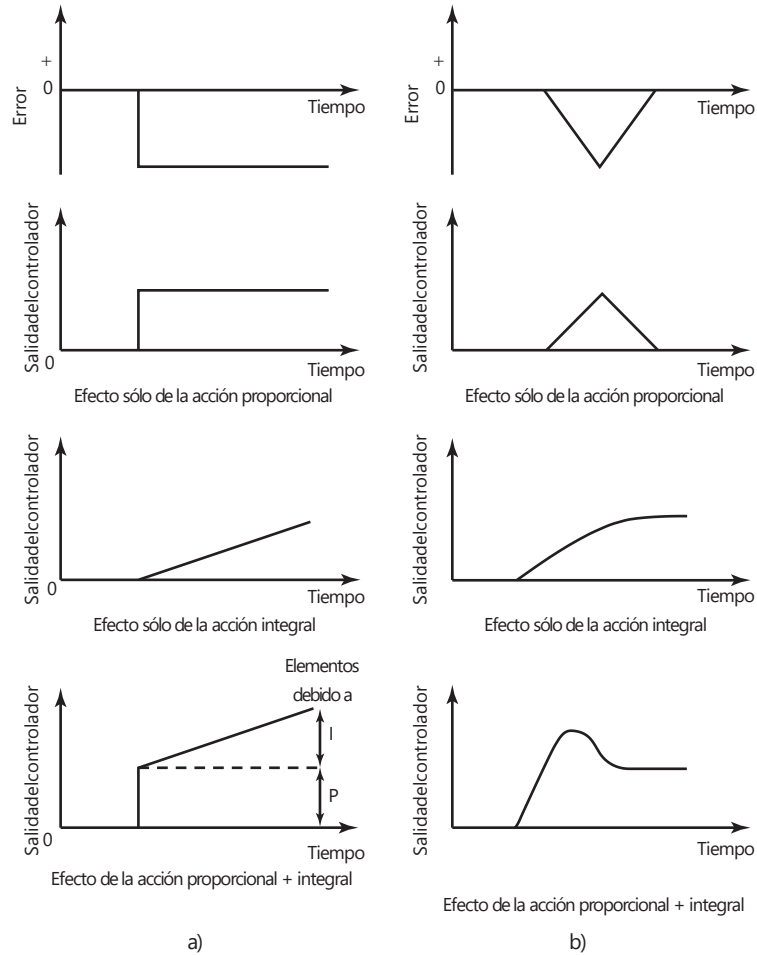 +
0
Error
Tiempo
Salidadelcontrolador
0
Tiempo
Efecto sólo de la acción proporcional
Salidadelcontrolador
0
Tiempo
Efecto sólo de la acción integral
Elementos
debido a
I
P
Salidadelcontrolador
0
Tiempo
Efecto de la acción proporcional + integral
a)
+
0
Error
Tiempo
Salidadelcontrolador
Tiempo
Efecto sólo de la acción proporcional
Salidadelcontrolador
Tiempo
Efecto sólo de la acción integral
Salidadelcontrolador
Tiempo
Efecto de la acción proporcional + integral
b)